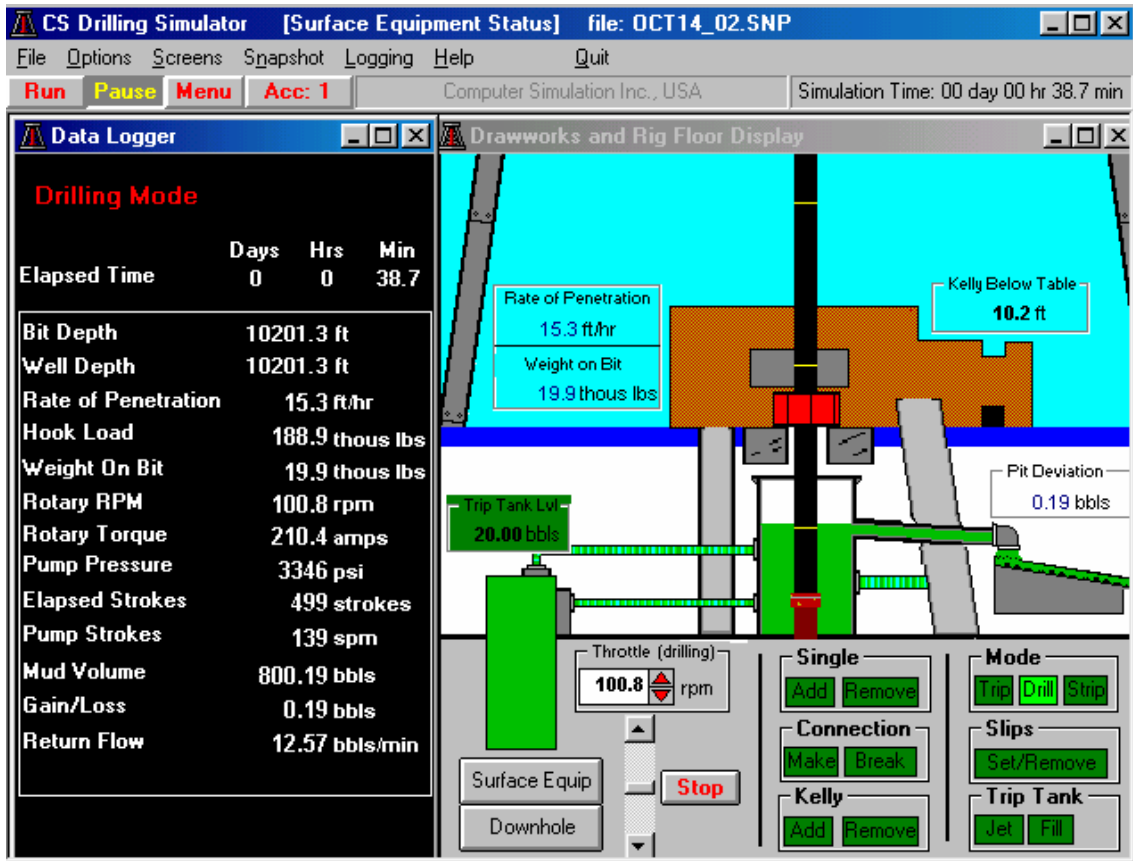 CS Drilling Simulator [Surface Equipment Status] file: OCT14_02.SNP
File Options Screens Snapshot Logging Help Quit
Run Pause Menu Acc: 1 Computer Simulation Inc., USA Simulation Time: 00 day 00 hr 38.7 min
Data Logger
Drilling Mode
Days Hrs Min
Elapsed Time 0 0 38.7
Bit Depth 10201.3 ft
Well Depth 10201.3 ft
Rate of Penetration 15.3 ft/hr
Hook Load 188.9 thous lbs
Weight On Bit 19.9 thous lbs
Rotary RPM 100.8 rpm
Rotary Torque 210.4 amps
Pump Pressure 3346 psi
Elapsed Strokes 499 strokes
Pump Strokes 139 spm
Mud Volume 800.19 bbls
Gain/Loss 0.19 bbls
Return Flow 12.57 bbls/min
Drawworks and Rig Floor Display
Rate of Penetration
15.3 ft/hr
Weight on Bit
19.9 thous lbs
Kelly Below Table
10.2 ft
Pit Deviation
0.19 bbls
Trip Tank Lvl
20.00 bbls
Throttle (drilling)
100.8 rpm
Surface Equip
Downhole
Stop
Single
Add Remove
Connection
Make Break
Kelly
Add Remove
Mode
Trip Drill Strip
Slips
Set/Remove
Trip Tank
Jet Fill